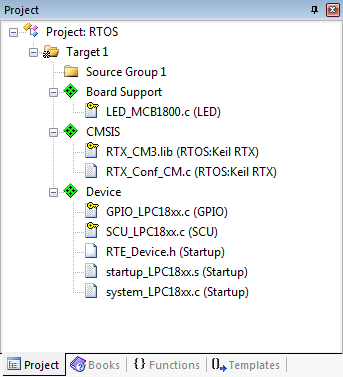 Project
Project: RTOS
Target 1
Source Group 1
Board Support
LED_MCB1800.c (LED)
CMSIS
RTX_CM3.lib (RTOS:Keil RTX)
RTX_Conf_CM.c (RTOS:Keil RTX)
Device
GPIO_LPC18xx.c (GPIO)
SCU_LPC18xx.c (SCU)
RTE_Device.h (Startup)
startup_LPC18xx.s (Startup)
system_LPC18xx.c (Startup)
Project Books {} Functions 0 Templates